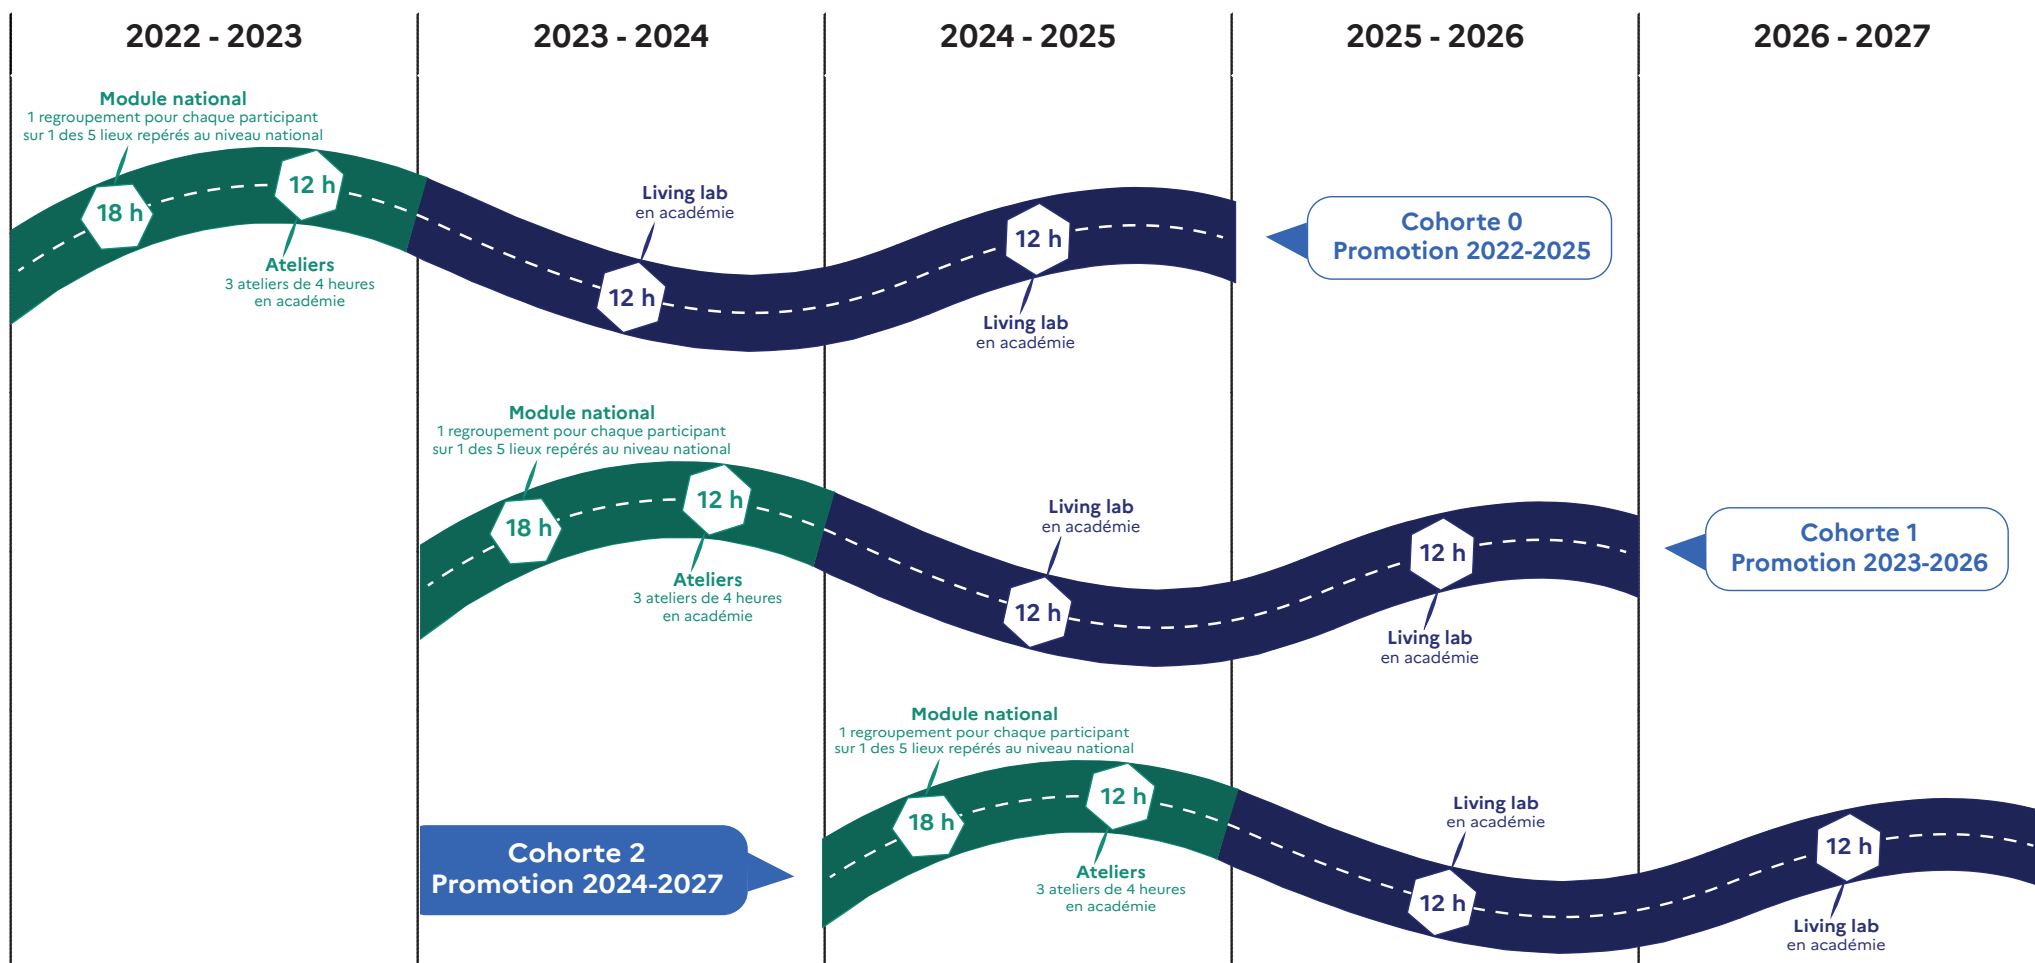 2022 - 2023
2023 - 2024
2024 - 2025
2025 - 2026
2026 - 2027
Module national
1 regroupement pour chaque participant
sur 1 des 5 lieux repérés au niveau national
18 h
12 h
Ateliers
3 ateliers de 4 heures
en académie
Living lab
en académie
12 h
12 h
Living lab
en académie
Cohorte 0
Promotion 2022-2025
Module national
1 regroupement pour chaque participant
sur 1 des 5 lieux repérés au niveau national
18 h
12 h
Ateliers
3 ateliers de 4 heures
en académie
Living lab
en académie
12 h
12 h
Living lab
en académie
Cohorte 1
Promotion 2023-2026
Cohorte 2
Promotion 2024-2027
Module national
1 regroupement pour chaque participant
sur 1 des 5 lieux repérés au niveau national
18 h
12 h
Ateliers
3 ateliers de 4 heures
en académie
Living lab
en académie
12 h
12 h
Living lab
en académie